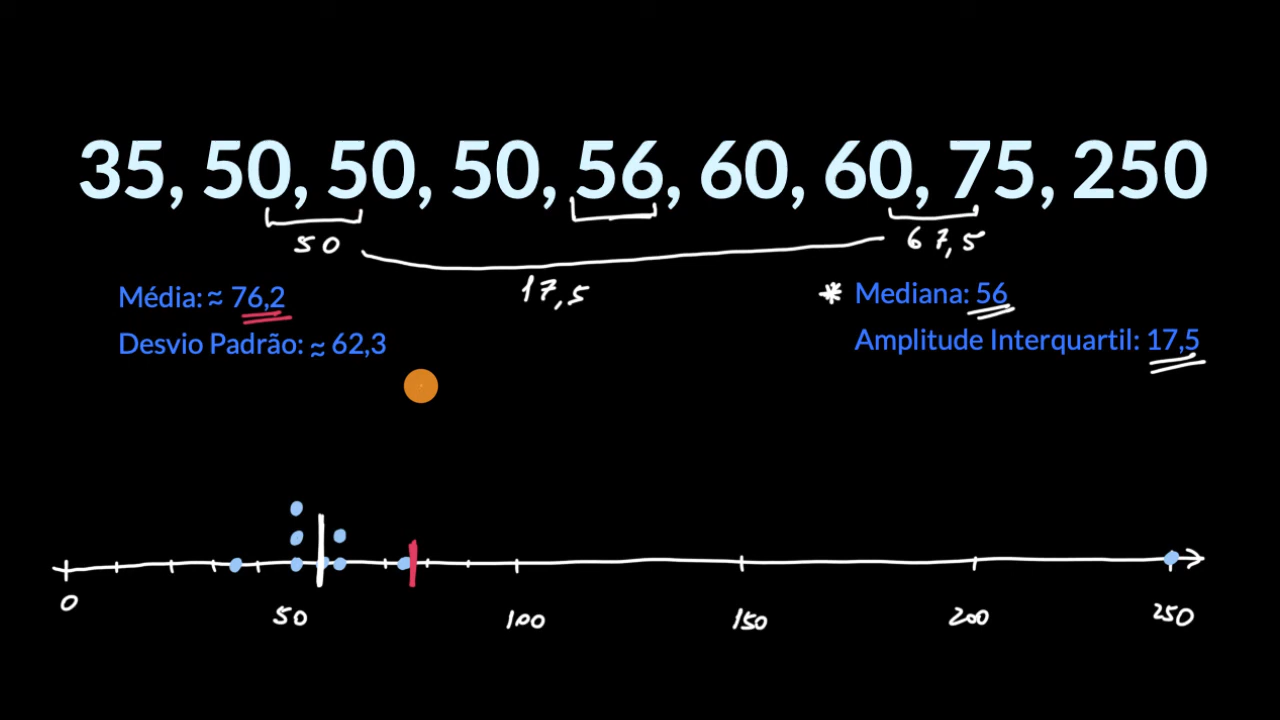 35, 50, 50, 50, 56, 60, 60, 75, 250
50
67,5
17,5
Média: ≈ 76,2
* Mediana: 56
Desvio Padrão: ≈ 62,3
Amplitude Interquartil: 17,5
0 50 100 150 200 250